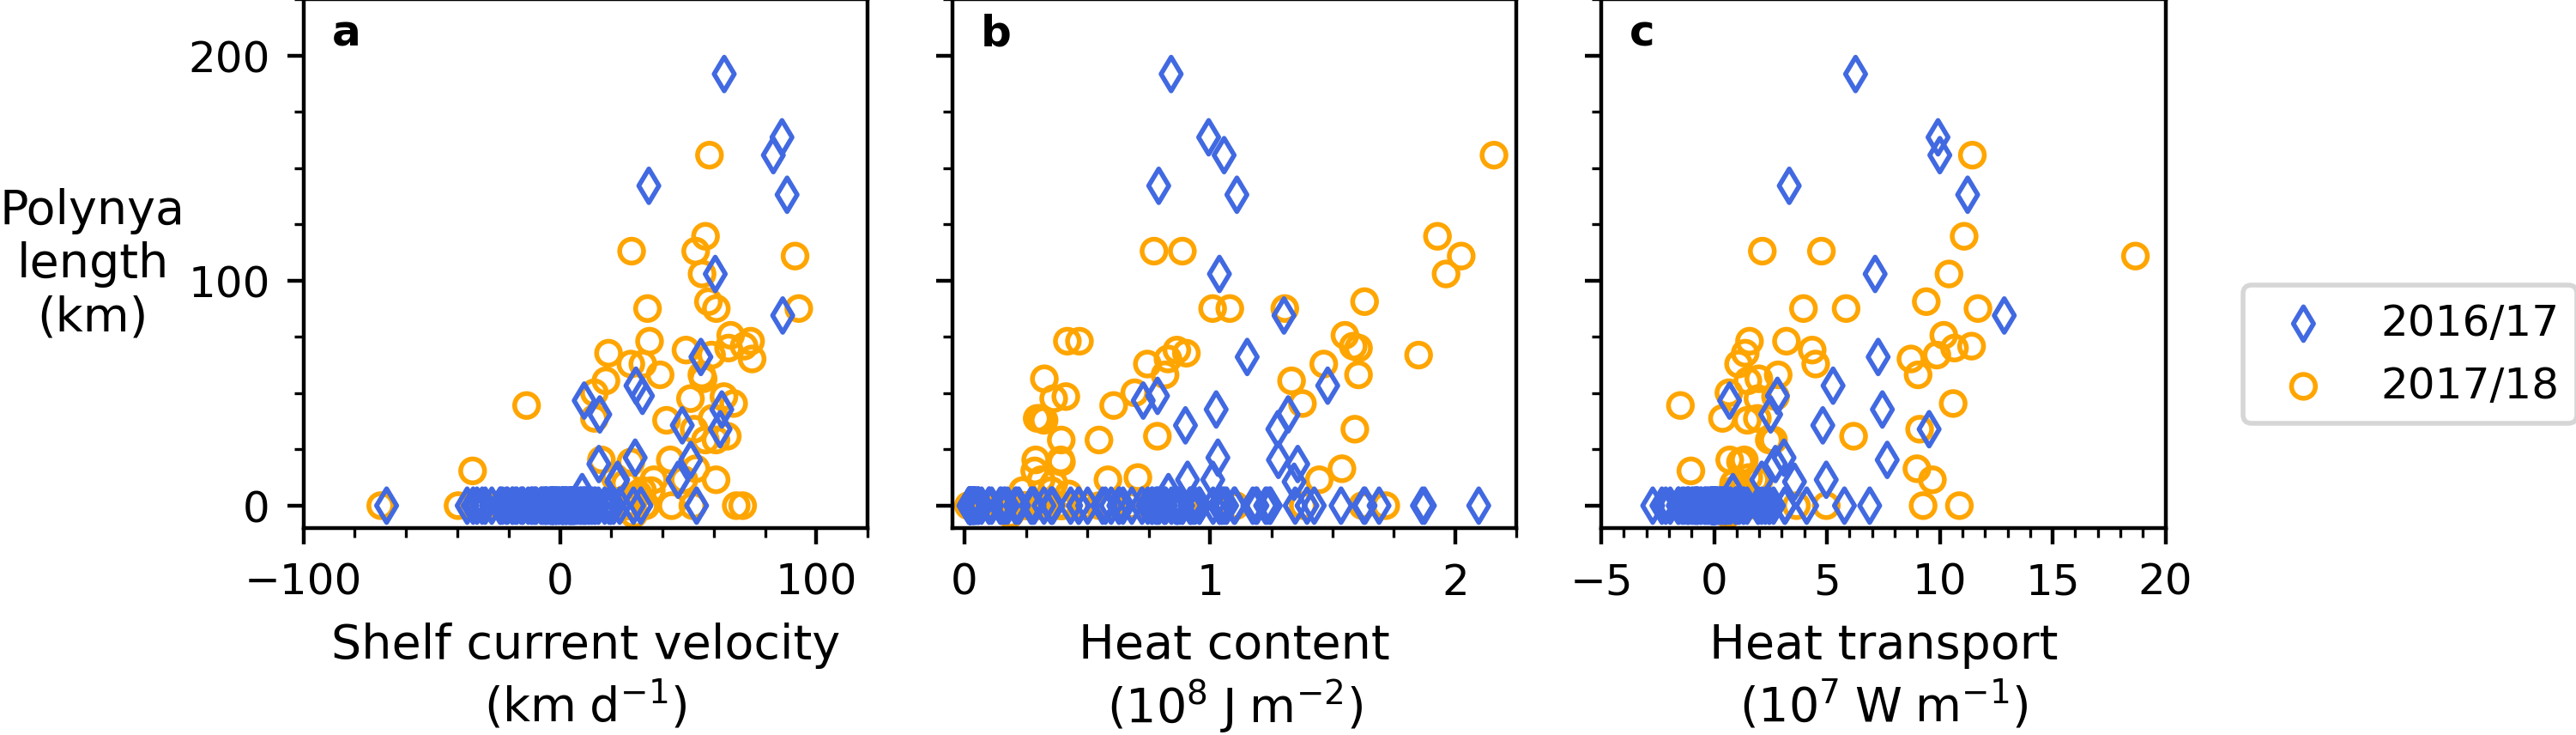 a
b
c
200
100
0
Polynya
length
(km)
−100 0 100
0 1 2
−5 0 5 10 15 20
Shelf current velocity
(km d⁻¹)
Heat content
(10⁸ J m⁻²)
Heat transport
(10⁷ W m⁻¹)
2016/17
2017/18